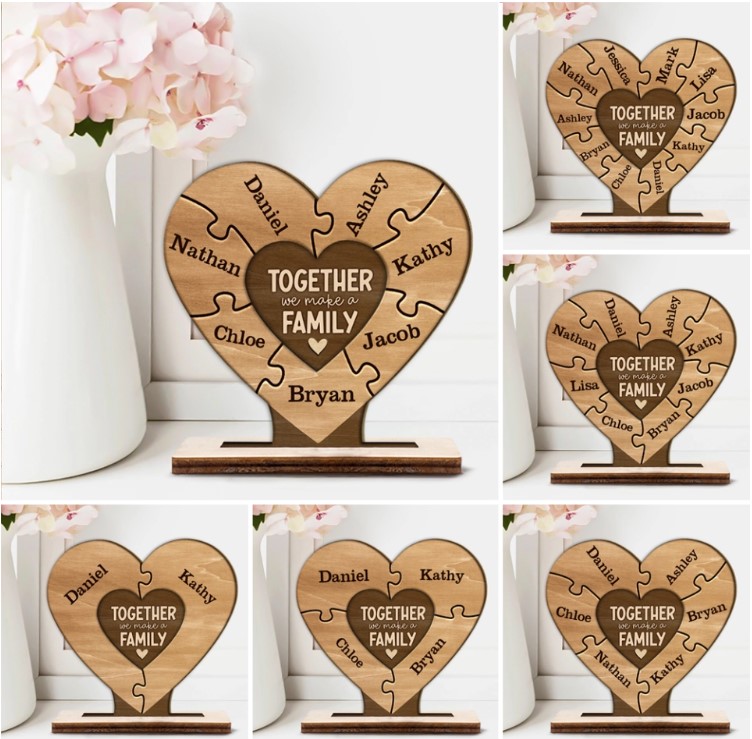 Daniel
Ashley
Nathan
Kathy
TOGETHER
we make a
FAMILY
Chloe
Jacob
Bryan
Jessica
Mark
Nathan
Lisa
Ashley
TOGETHER
we make a
FAMILY
Jacob
Bryan
Kathy
Chloe
Daniel
Daniel
Ashley
Nathan
Kathy
TOGETHER
we make a
FAMILY
Lisa
Jacob
Chloe
Bryan
Daniel
Kathy
TOGETHER
we make a
FAMILY
Daniel
Kathy
TOGETHER
we make a
FAMILY
Chloe
Bryan
Daniel
Ashley
Chloe
Bryan
TOGETHER
we make a
FAMILY
Nathan
Kathy